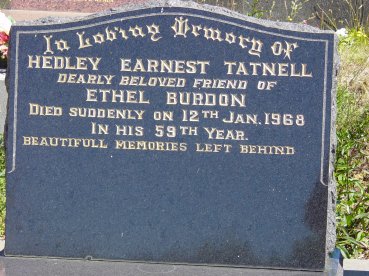 In Loving Memory Of
HEDLEY EARNEST TATNELL
DEARLY BELOVED FRIEND OF
ETHEL BURDON
DIED SUDDENLY ON 12TH JAN. 1968
IN HIS 59TH YEAR.
BEAUTIFULL MEMORIES LEFT BEHIND